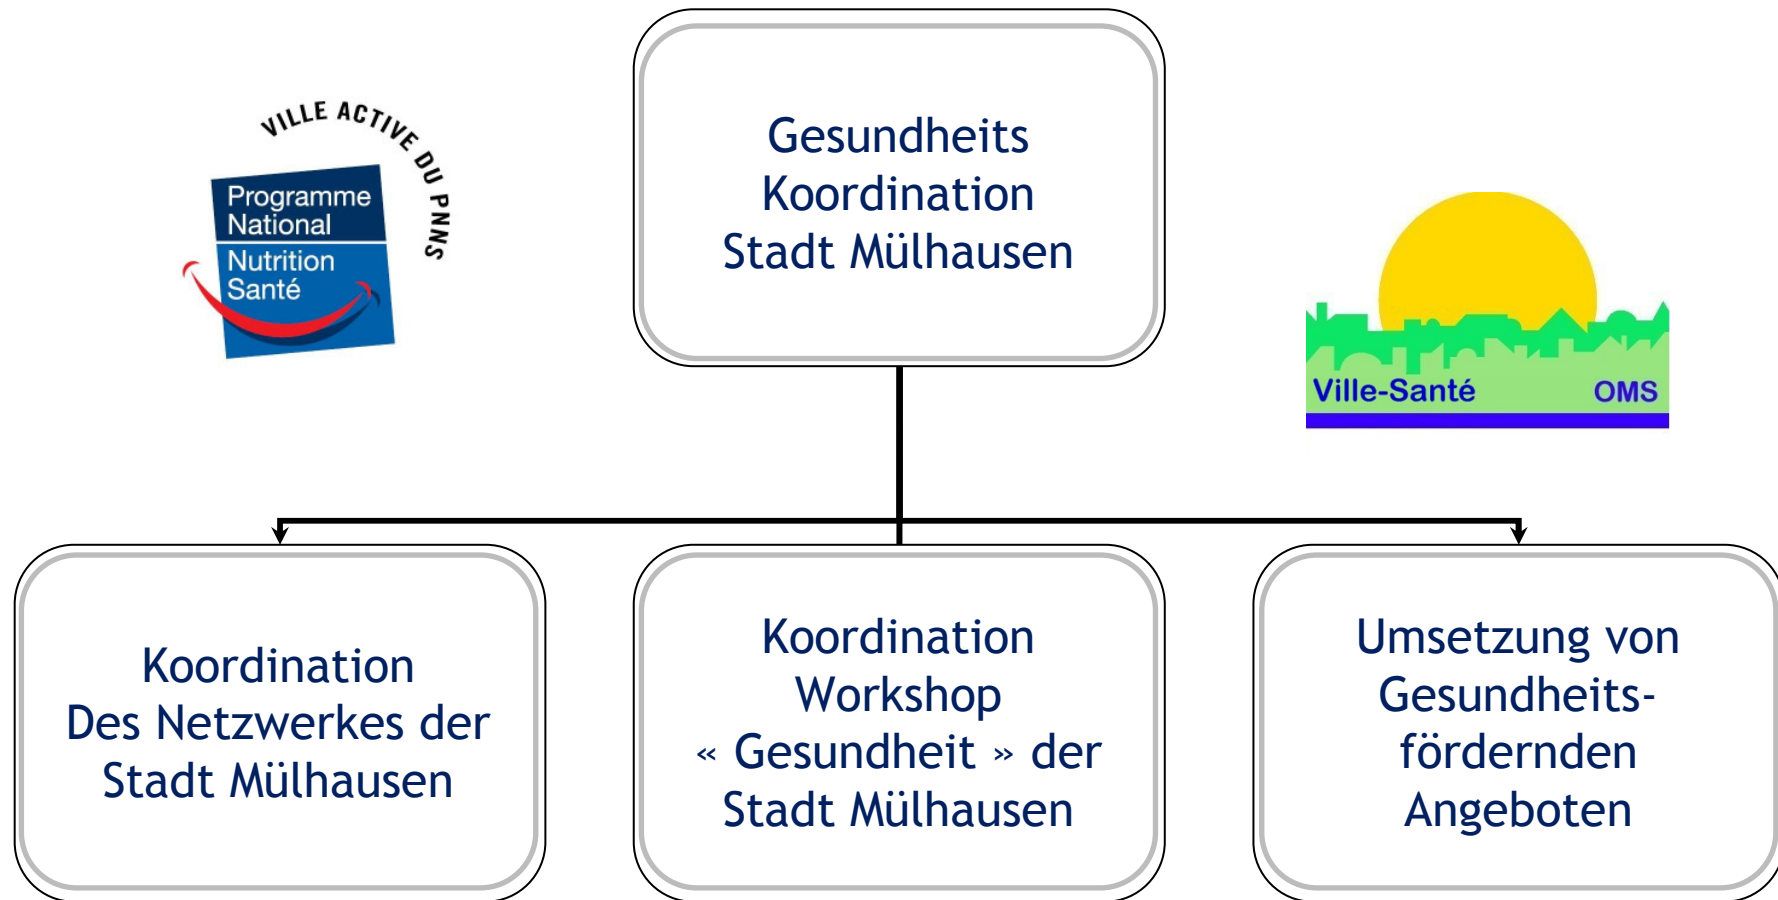 VILLE ACTIVE DU PNNS
Programme
National
Nutrition
Santé
Gesundheits
Koordination
Stadt Mülhausen
Ville-Santé OMS
Koordination
Des Netzwerkes der
Stadt Mülhausen
Koordination
Workshop
« Gesundheit » der
Stadt Mülhausen
Umsetzung von
Gesundheits-
fördernden
Angeboten